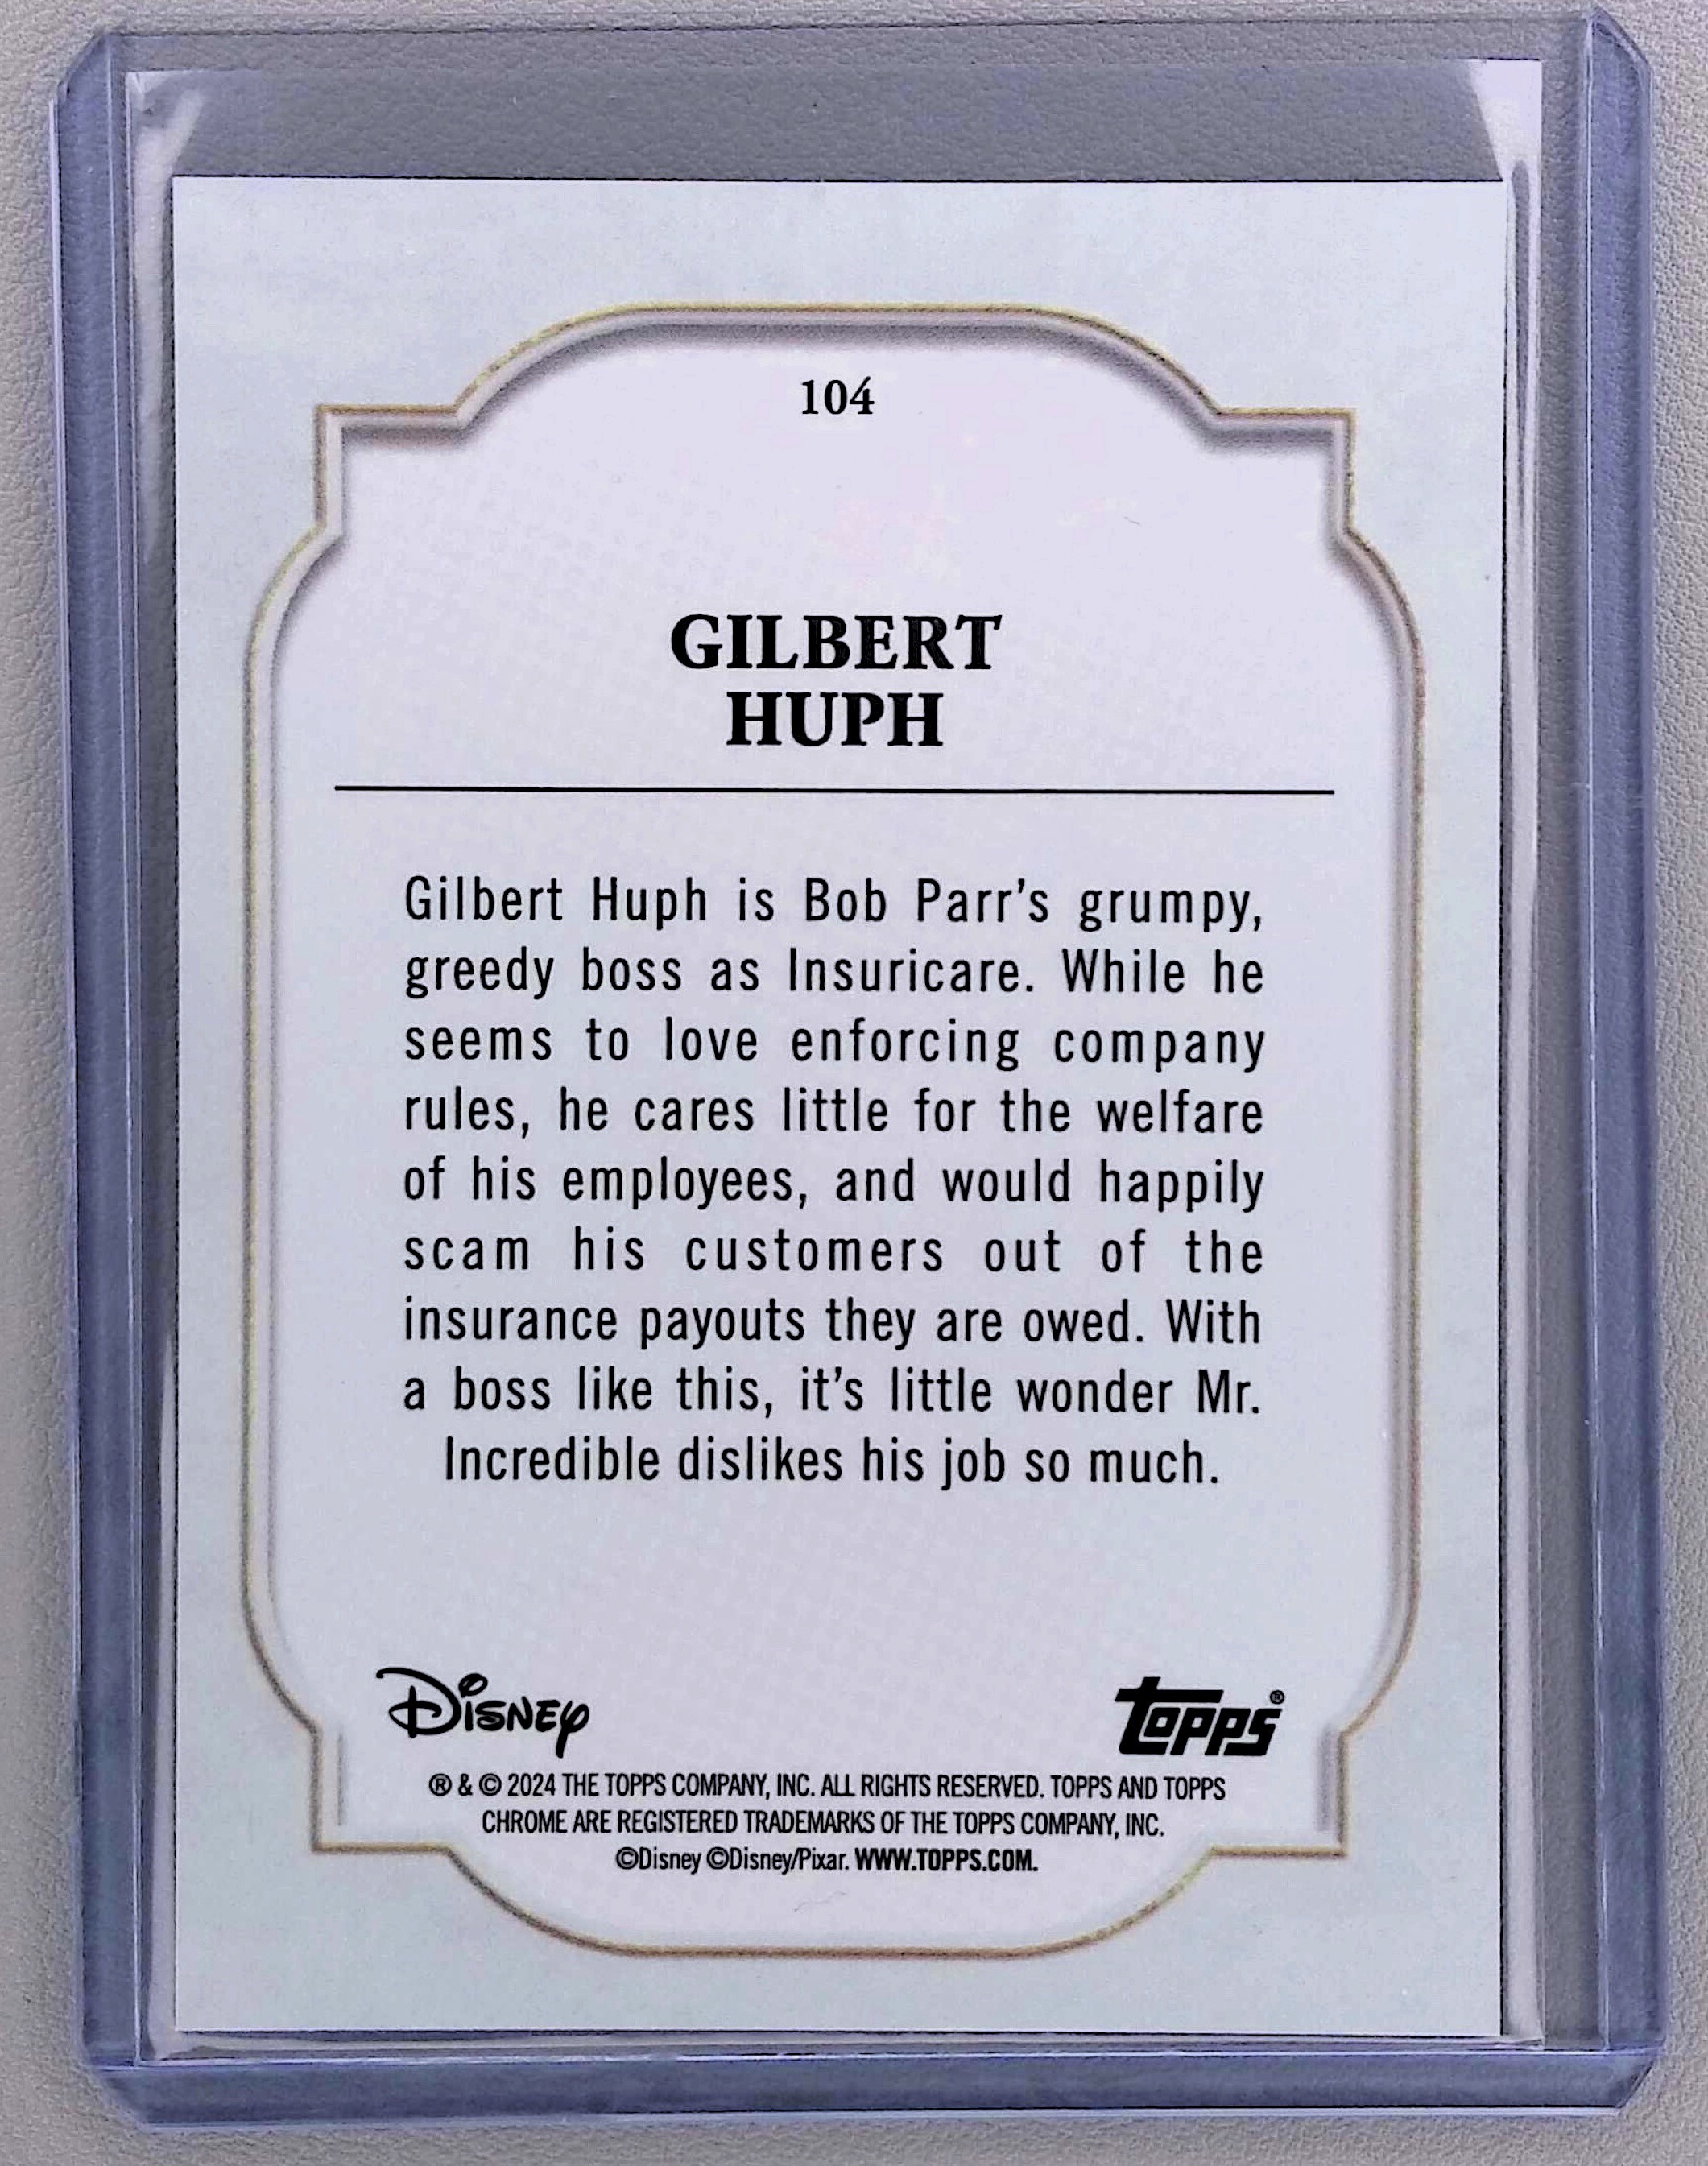 104
GILBERT
HUPH
Gilbert Huph is Bob Parr's grumpy,
greedy boss as Insuricare. While he
seems to love enforcing company
rules, he cares little for the welfare
of his employees, and would happily
scam his customers out of the
insurance payouts they are owed. With
a boss like this, it's little wonder Mr.
Incredible dislikes his job so much.
Disney topps®
® & © 2024 THE TOPPS COMPANY, INC. ALL RIGHTS RESERVED. TOPPS AND TOPPS
CHROME ARE REGISTERED TRADEMARKS OF THE TOPPS COMPANY, INC.
©Disney ©Disney/Pixar. WWW.TOPPS.COM.